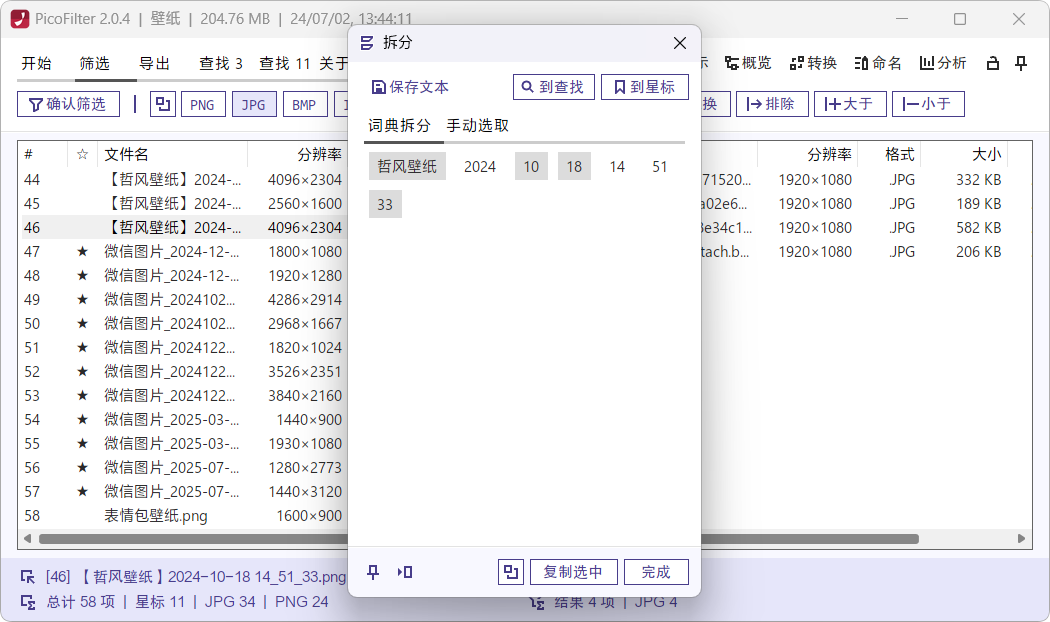 PicoFilter 2.0.4 | 壁纸 | 204.76 MB | 24/07/02, 13:44:11
开始 筛选 导出 查找 3 查找 11 关于
概览 转换 命名 分析
确认筛选 PNG JPG BMP
换 排除 大于 小于
拆分
保存文本 到查找 到星标
词典拆分 手动选取
哲风壁纸 2024 10 18 14 51
33
复制选中 完成
# ☆ 文件名 分辨率
44 【哲风壁纸】2024-... 4096×2304
45 【哲风壁纸】2024-... 2560×1600
46 【哲风壁纸】2024-... 4096×2304
47 ★ 微信图片_2024-12-... 1800×1080
48 ★ 微信图片_2024-12-... 1920×1280
49 ★ 微信图片_2024102... 4286×2914
50 ★ 微信图片_2024102... 2968×1667
51 ★ 微信图片_2024122... 1820×1024
52 ★ 微信图片_2024122... 3526×2351
53 ★ 微信图片_2024122... 3840×2160
54 ★ 微信图片_2025-03-... 1440×900
55 ★ 微信图片_2025-03-... 1930×1080
56 ★ 微信图片_2025-07-... 1280×2773
57 ★ 微信图片_2025-07-... 1440×3120
58 表情包壁纸.png 1600×900
分辨率 格式 大小
71520... 1920×1080 .JPG 332 KB
a02e6... 1920×1080 .JPG 189 KB
8e34c1... 1920×1080 .JPG 582 KB
tach.b... 1920×1080 .JPG 206 KB
[46] 【哲风壁纸】2024-10-18 14_51_33.png
总计 58 项 | 星标 11 | JPG 34 | PNG 24
结果 4 项 | JPG 4